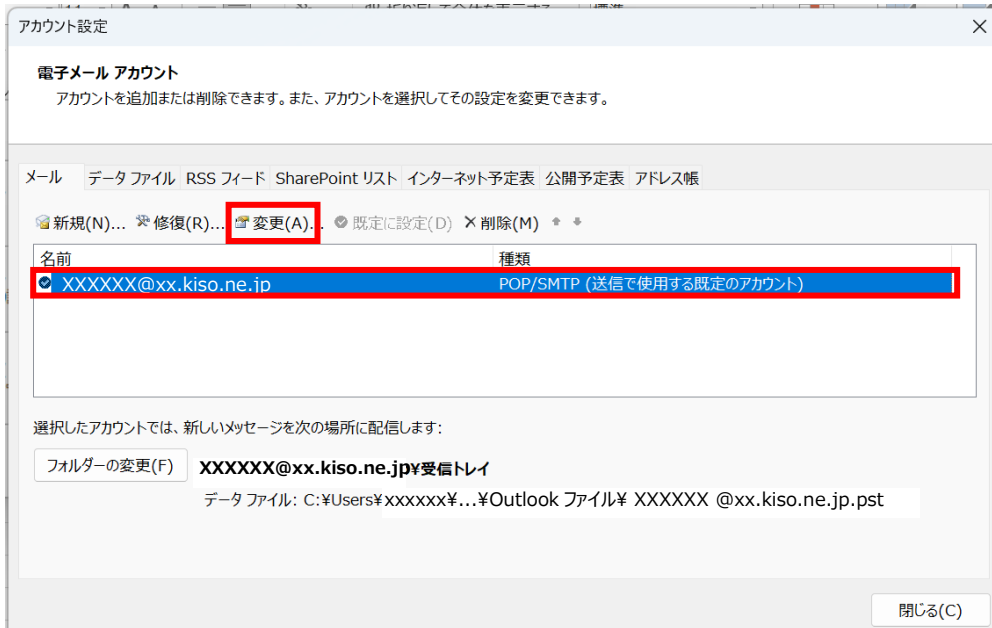 アカウント設定
電子メール アカウント
アカウントを追加または削除できます。また、アカウントを選択してその設定を変更できます。
メール データ ファイル RSS フィード SharePoint リスト インターネット予定表 公開予定表 アドレス帳
新規(N)... 修復(R)... 変更(A)... 既定に設定(D) 削除(M)
名前 種類
XXXXXX@xx.kiso.ne.jp POP/SMTP (送信で使用する既定のアカウント)
選択したアカウントでは、新しいメッセージを次の場所に配信します:
フォルダーの変更(F) XXXXXX@xx.kiso.ne.jp¥受信トレイ
データ ファイル: C:¥Users¥xxxxxx¥...¥Outlook ファイル¥ XXXXXX @xx.kiso.ne.jp.pst
閉じる(C)